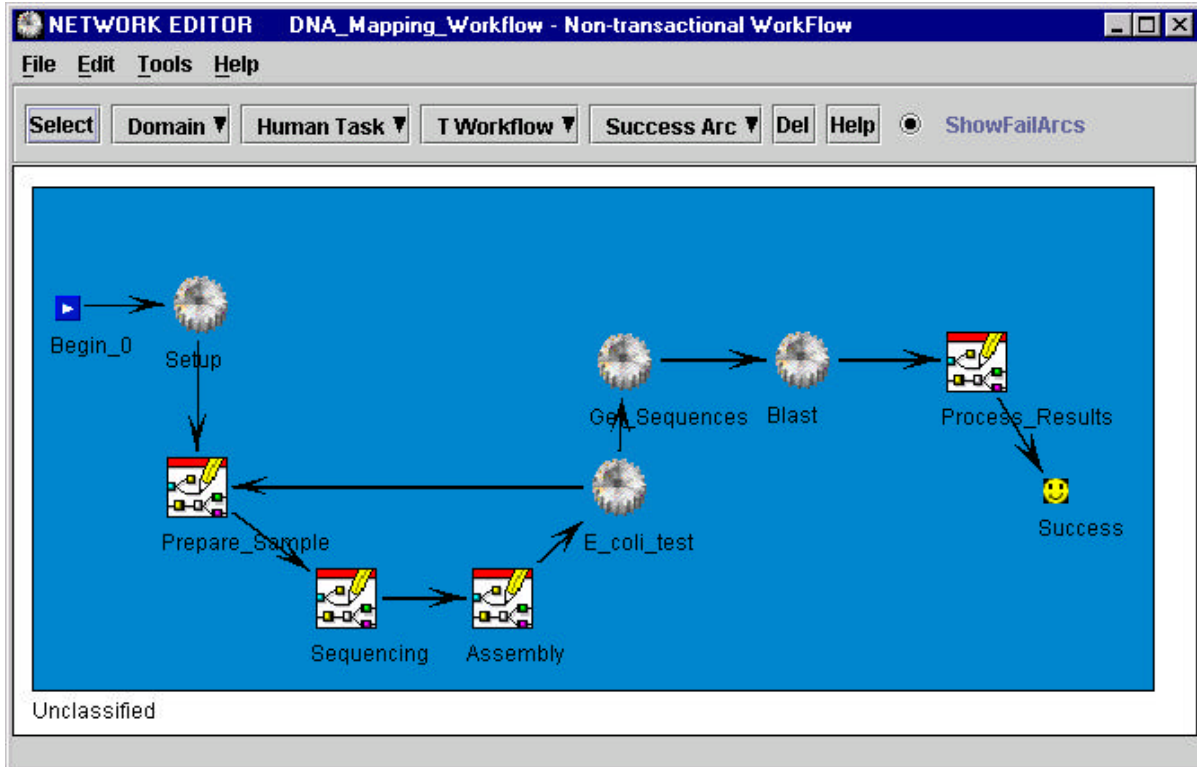 NETWORK EDITOR DNA_Mapping_Workflow - Non-transactional WorkFlow
File Edit Tools Help
Select Domain Human Task T Workflow Success Arc Del Help ShowFailArcs
Begin_0
Setup
Get_Sequences
Blast
Process_Results
Success
Prepare_Sample
E_coli_test
Sequencing
Assembly
Unclassified